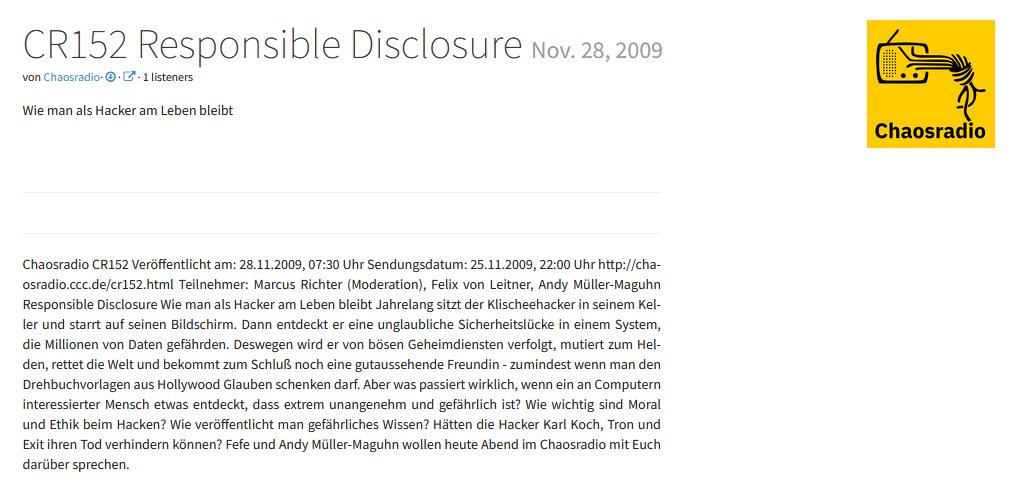 CR152 Responsible Disclosure Nov. 28, 2009
von Chaosradio· · · 1 listeners
Wie man als Hacker am Leben bleibt
Chaosradio
Chaosradio CR152 Veröffentlicht am: 28.11.2009, 07:30 Uhr Sendungsdatum: 25.11.2009, 22:00 Uhr http://cha-
osradio.ccc.de/cr152.html Teilnehmer: Marcus Richter (Moderation), Felix von Leitner, Andy Müller-Maguhn
Responsible Disclosure Wie man als Hacker am Leben bleibt Jahrelang sitzt der Klischeehacker in seinem Kel-
ler und starrt auf seinen Bildschirm. Dann entdeckt er eine unglaubliche Sicherheitslücke in einem System,
die Millionen von Daten gefährden. Deswegen wird er von bösen Geheimdiensten verfolgt, mutiert zum Hel-
den, rettet die Welt und bekommt zum Schluß noch eine gutaussehende Freundin - zumindest wenn man den
Drehbuchvorlagen aus Hollywood Glauben schenken darf. Aber was passiert wirklich, wenn ein an Computern
interessierter Mensch etwas entdeckt, dass extrem unangenehm und gefährlich ist? Wie wichtig sind Moral
und Ethik beim Hacken? Wie veröffentlicht man gefährliches Wissen? Hätten die Hacker Karl Koch, Tron und
Exit ihren Tod verhindern können? Fefe und Andy Müller-Maguhn wollen heute Abend im Chaosradio mit Euch
darüber sprechen.